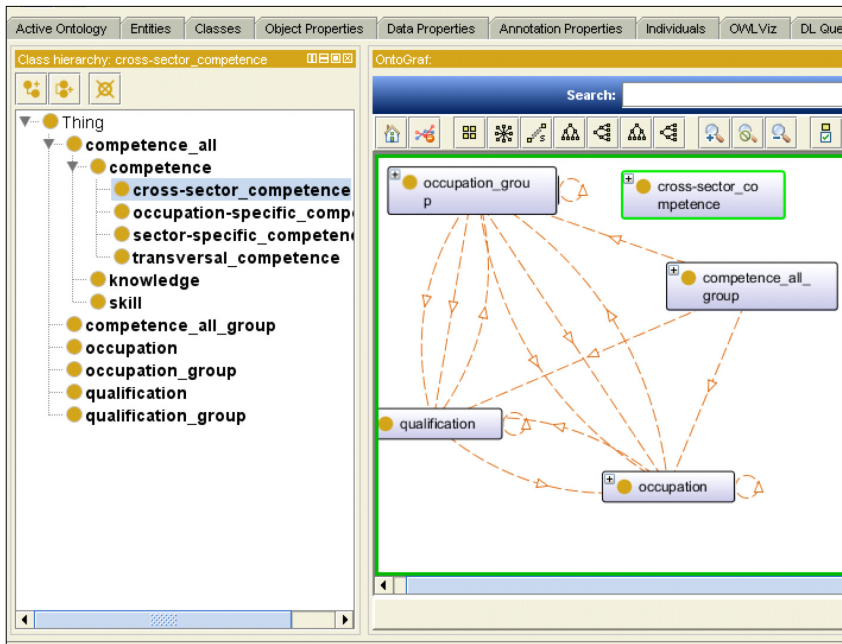 Active Ontology Entities Classes Object Properties Data Properties Annotation Properties Individuals OWLViz DL Que
Class hierarchy: cross-sector_competence
OntoGraf:
Search:
Thing
competence_all
competence
cross-sector_competence
occupation-specific_comp
sector-specific_competen
transversal_competence
knowledge
skill
competence_all_group
occupation
occupation_group
qualification
qualification_group
occupation_grou
p
cross-sector_co
mpetence
competence_all_
group
qualification
occupation